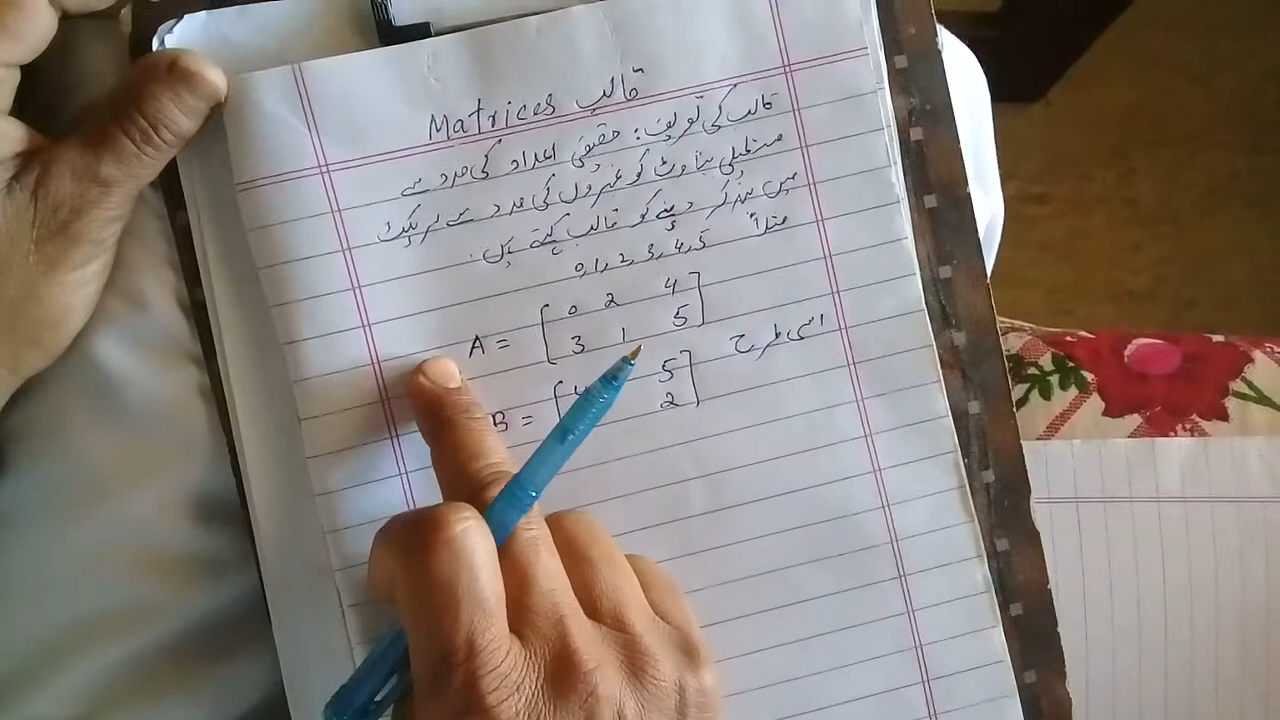 Matrices قالب
قالب کی تعریف: حقیقی اعداد کی مدد سے
مستطیلی بناوٹ کو نمبروں کی مدد سے بریکٹ
میں بند کر دینے کو قالب کہتے ہیں.
مثلاً 0,1,2,3,4,5
A = [0 2 4
3 1 5]
اسی طرح
B = [4 5
2]